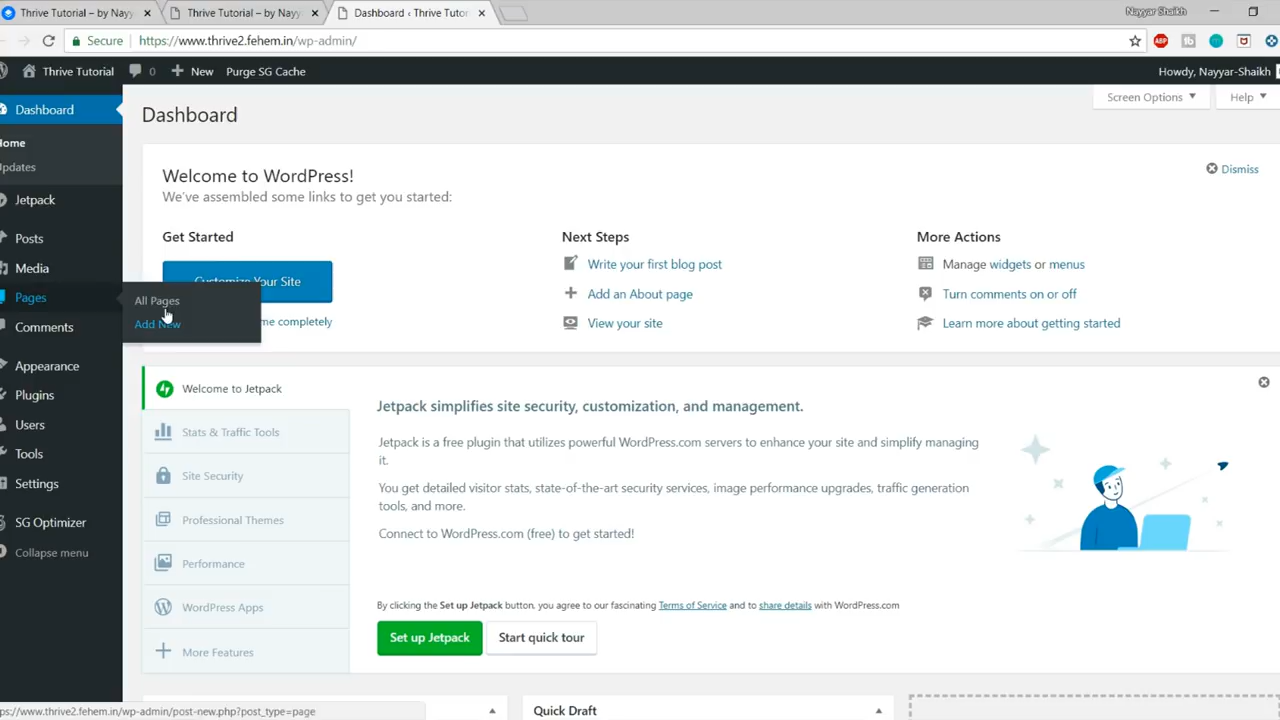 Thrive Tutorial – by Nayy
Thrive Tutorial – by Nayy
Dashboard ‹ Thrive Tutor
Nayyar Shaikh
Secure
https://www.thrive2.fehem.in/wp-admin/
Thrive Tutorial
0
New
Purge SG Cache
Howdy, Nayyar-Shaikh
Dashboard
Home
Updates
Jetpack
Posts
Media
Pages
Comments
Appearance
Plugins
Users
Tools
Settings
SG Optimizer
Collapse menu
All Pages
Add New
Dashboard
Screen Options
Help
Welcome to WordPress!
We've assembled some links to get you started:
Dismiss
Get Started
Customize Your Site
me completely
Next Steps
Write your first blog post
Add an About page
View your site
More Actions
Manage widgets or menus
Turn comments on or off
Learn more about getting started
Welcome to Jetpack
Stats & Traffic Tools
Site Security
Professional Themes
Performance
WordPress Apps
More Features
Jetpack simplifies site security, customization, and management.
Jetpack is a free plugin that utilizes powerful WordPress.com servers to enhance your site and simplify managing
it.
You get detailed visitor stats, state-of-the-art security services, image performance upgrades, traffic generation
tools, and more.
Connect to WordPress.com (free) to get started!
By clicking the Set up Jetpack button, you agree to our fascinating Terms of Service and to share details with WordPress.com
Set up Jetpack
Start quick tour
Quick Draft
ps://www.thrive2.fehem.in/wp-admin/post-new.php?post_type=page